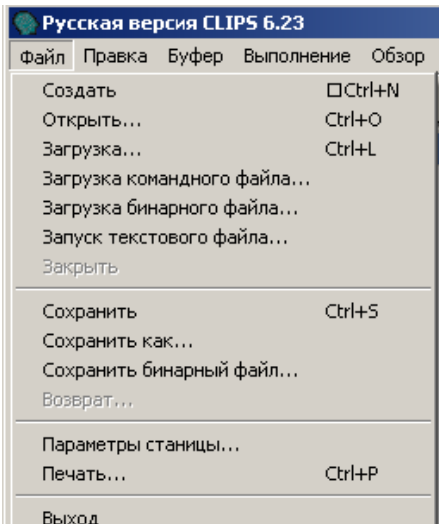 Русская версия CLIPS 6.23
Файл Правка Буфер Выполнение Обзор
Создать Ctrl+N
Открыть... Ctrl+O
Загрузка... Ctrl+L
Загрузка командного файла...
Загрузка бинарного файла...
Запуск текстового файла...
Закрыть
Сохранить Ctrl+S
Сохранить как...
Сохранить бинарный файл...
Возврат...
Параметры станицы...
Печать... Ctrl+P
Выход